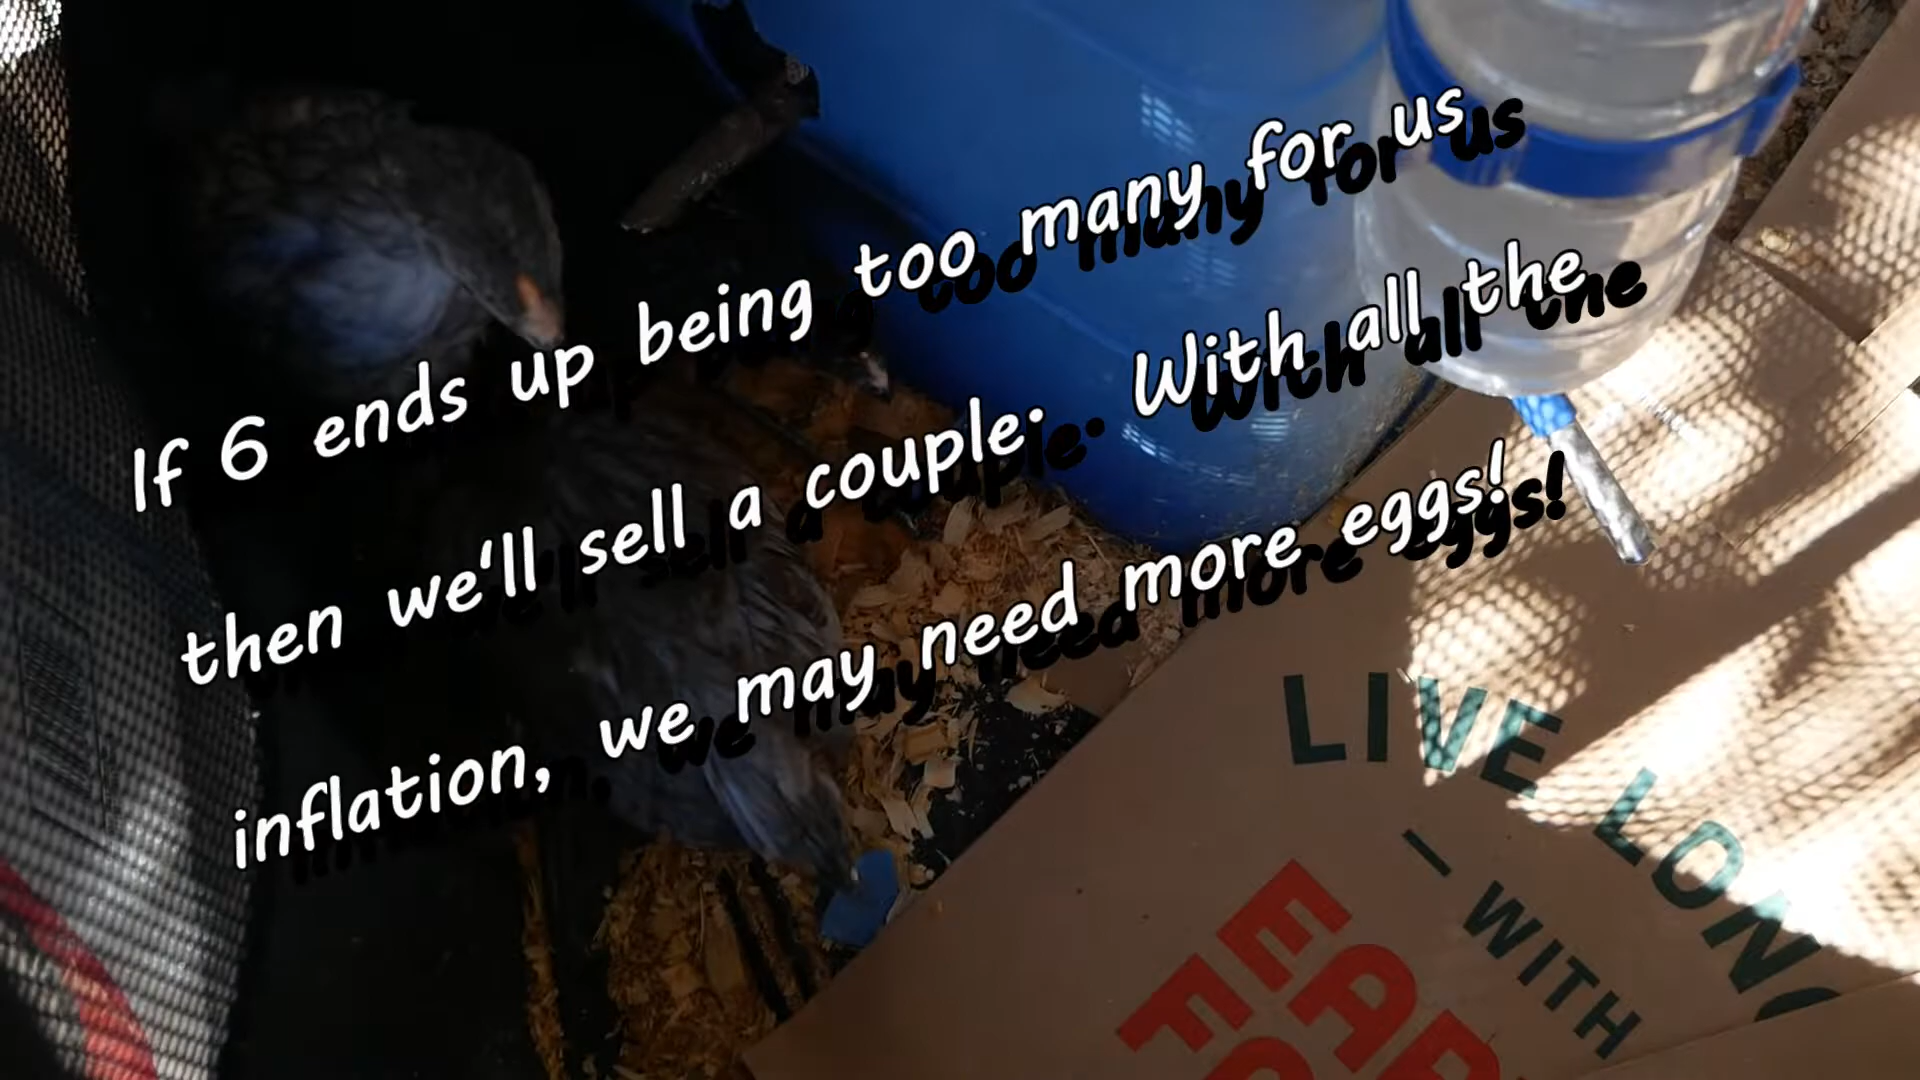 If 6 ends up being too many for us
then we'll sell a couple. With all the
inflation, we may need more eggs!
LIVE LONG
- WITH